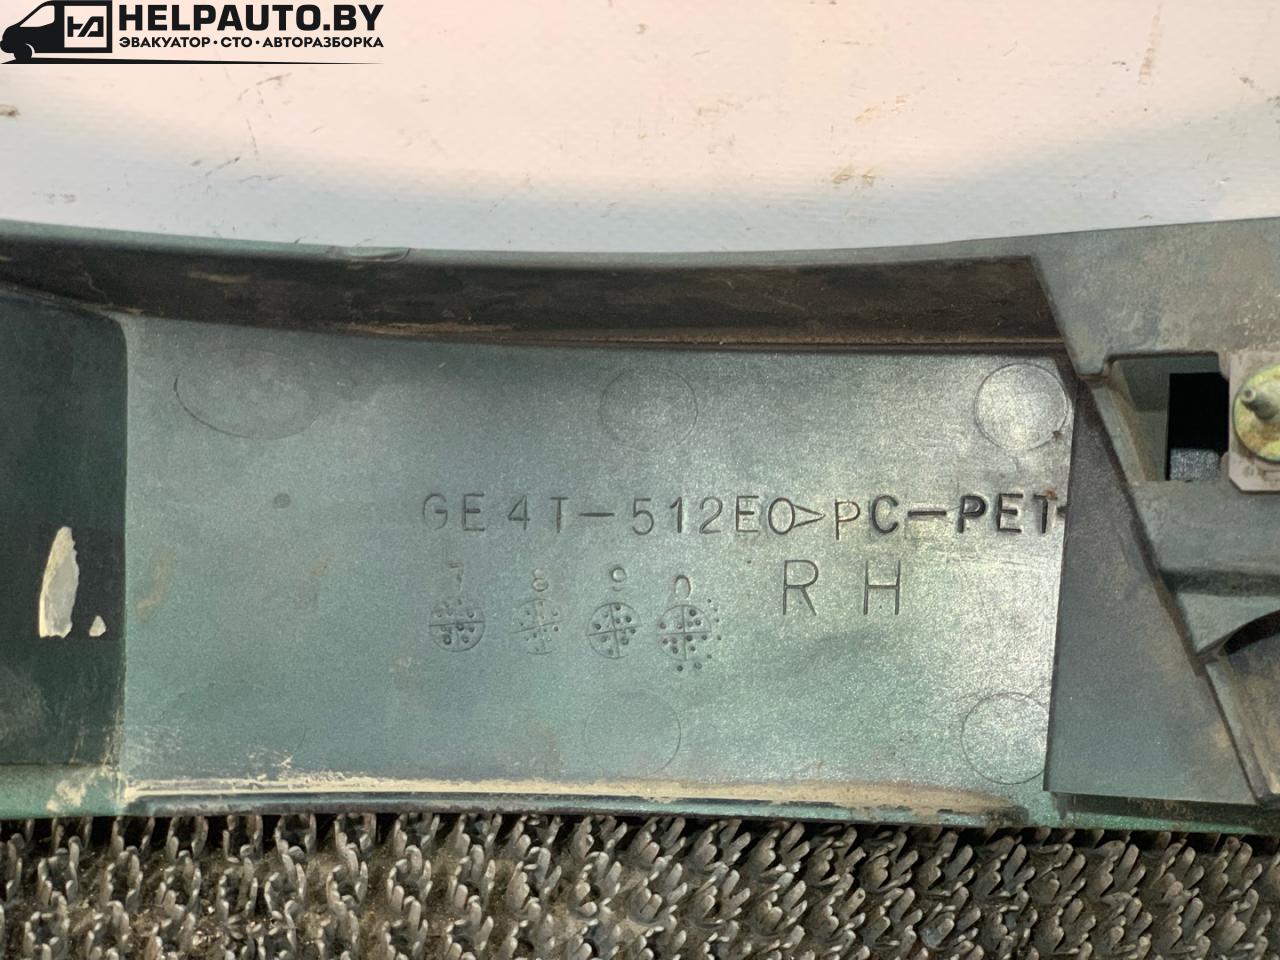 HELPAUTO.BY
ЭВАКУАТОР • СТО • АВТОРАЗБОРКА
GE4T-512E0>PC-PET
7 8 9 0
RH